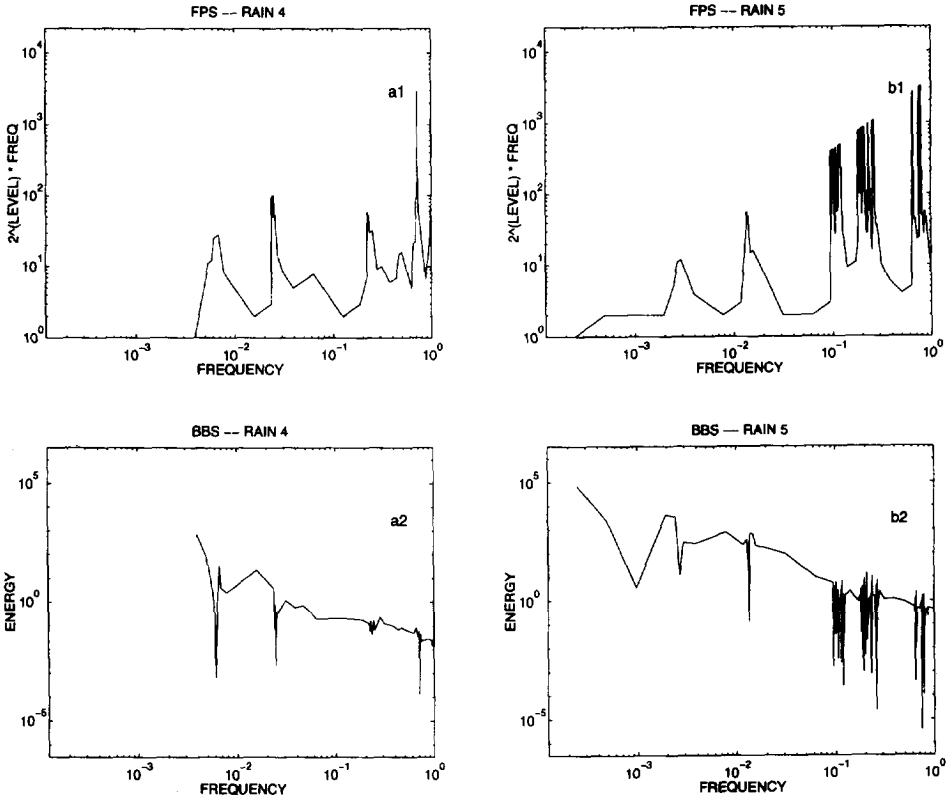 FPS -- RAIN 4
10^4
10^3
10^2
10^1
10^0
2^(LEVEL) * FREQ
a1
10^-3
10^-2
10^-1
10^0
FREQUENCY
FPS -- RAIN 5
10^4
10^3
10^2
10^1
10^0
2^(LEVEL) * FREQ
b1
10^-3
10^-2
10^-1
10^0
FREQUENCY
BBS -- RAIN 4
10^5
10^0
10^-5
ENERGY
a2
10^-3
10^-2
10^-1
10^0
FREQUENCY
BBS — RAIN 5
10^5
10^0
10^-5
ENERGY
b2
10^-3
10^-2
10^-1
10^0
FREQUENCY